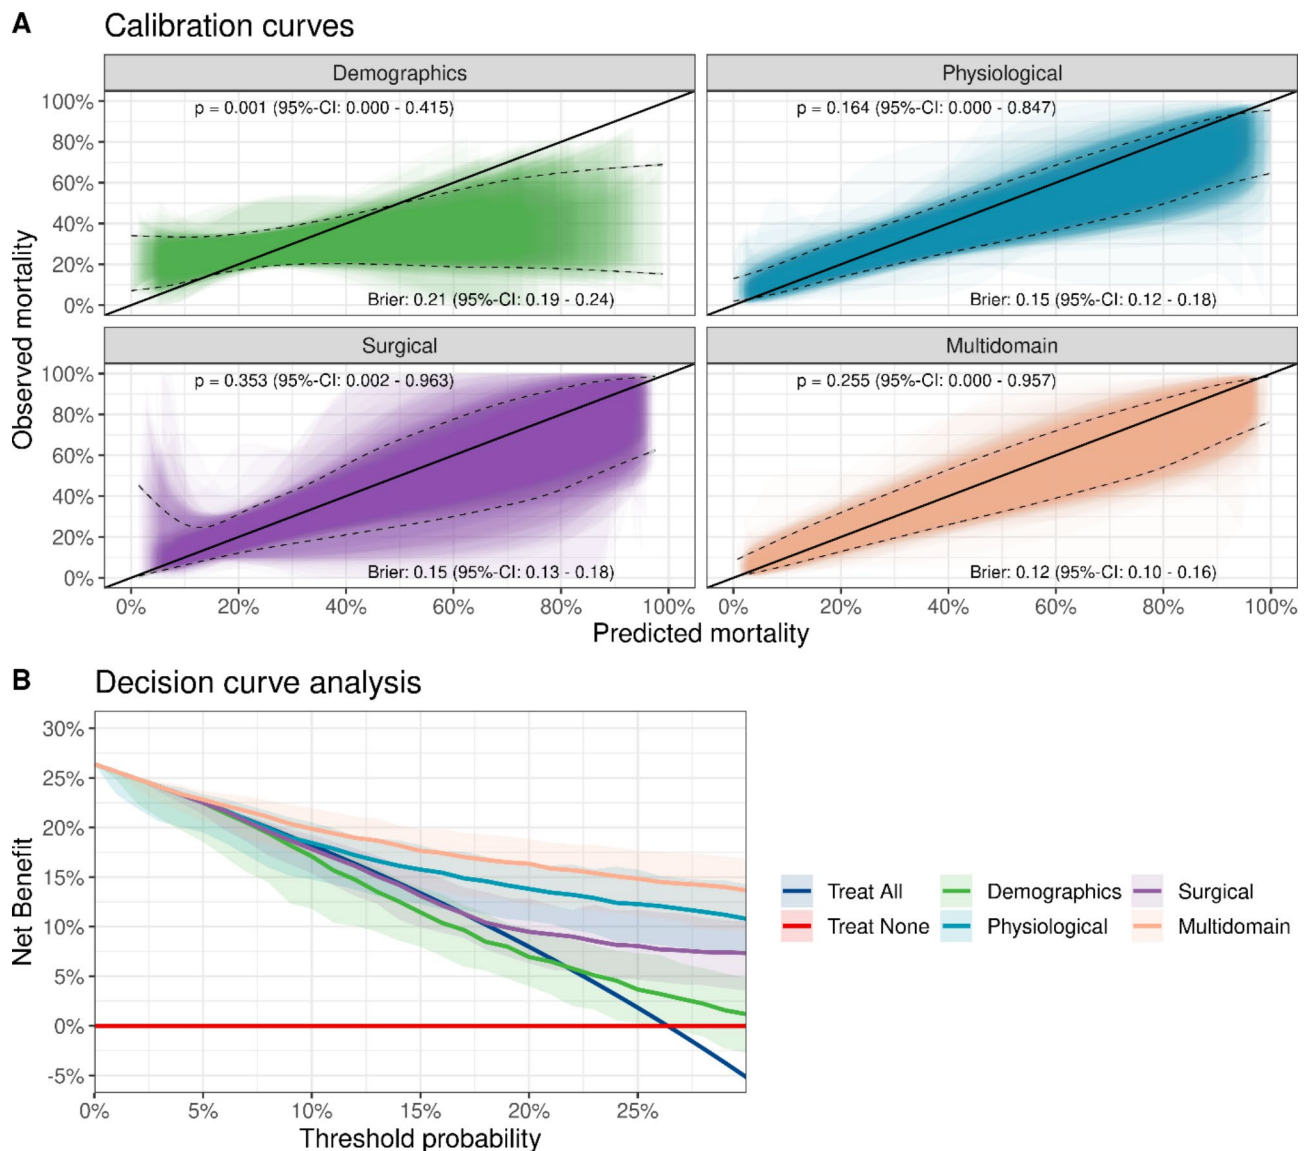 A
Calibration curves
Demographics
Physiological
100%
80%
60%
40%
20%
0%
p = 0.001 (95%-CI: 0.000 - 0.415)
Brier: 0.21 (95%-CI: 0.19 - 0.24)
p = 0.164 (95%-CI: 0.000 - 0.847)
Brier: 0.15 (95%-CI: 0.12 - 0.18)
Observed mortality
Surgical
Multidomain
100%
80%
60%
40%
20%
0%
p = 0.353 (95%-CI: 0.002 - 0.963)
Brier: 0.15 (95%-CI: 0.13 - 0.18)
p = 0.255 (95%-CI: 0.000 - 0.957)
Brier: 0.12 (95%-CI: 0.10 - 0.16)
0% 20% 40% 60% 80% 100%
0% 20% 40% 60% 80% 100%
Predicted mortality
B
Decision curve analysis
30%
25%
20%
15%
10%
5%
0%
-5%
Net Benefit
0% 5% 10% 15% 20% 25%
Threshold probability
Treat All
Demographics
Surgical
Treat None
Physiological
Multidomain